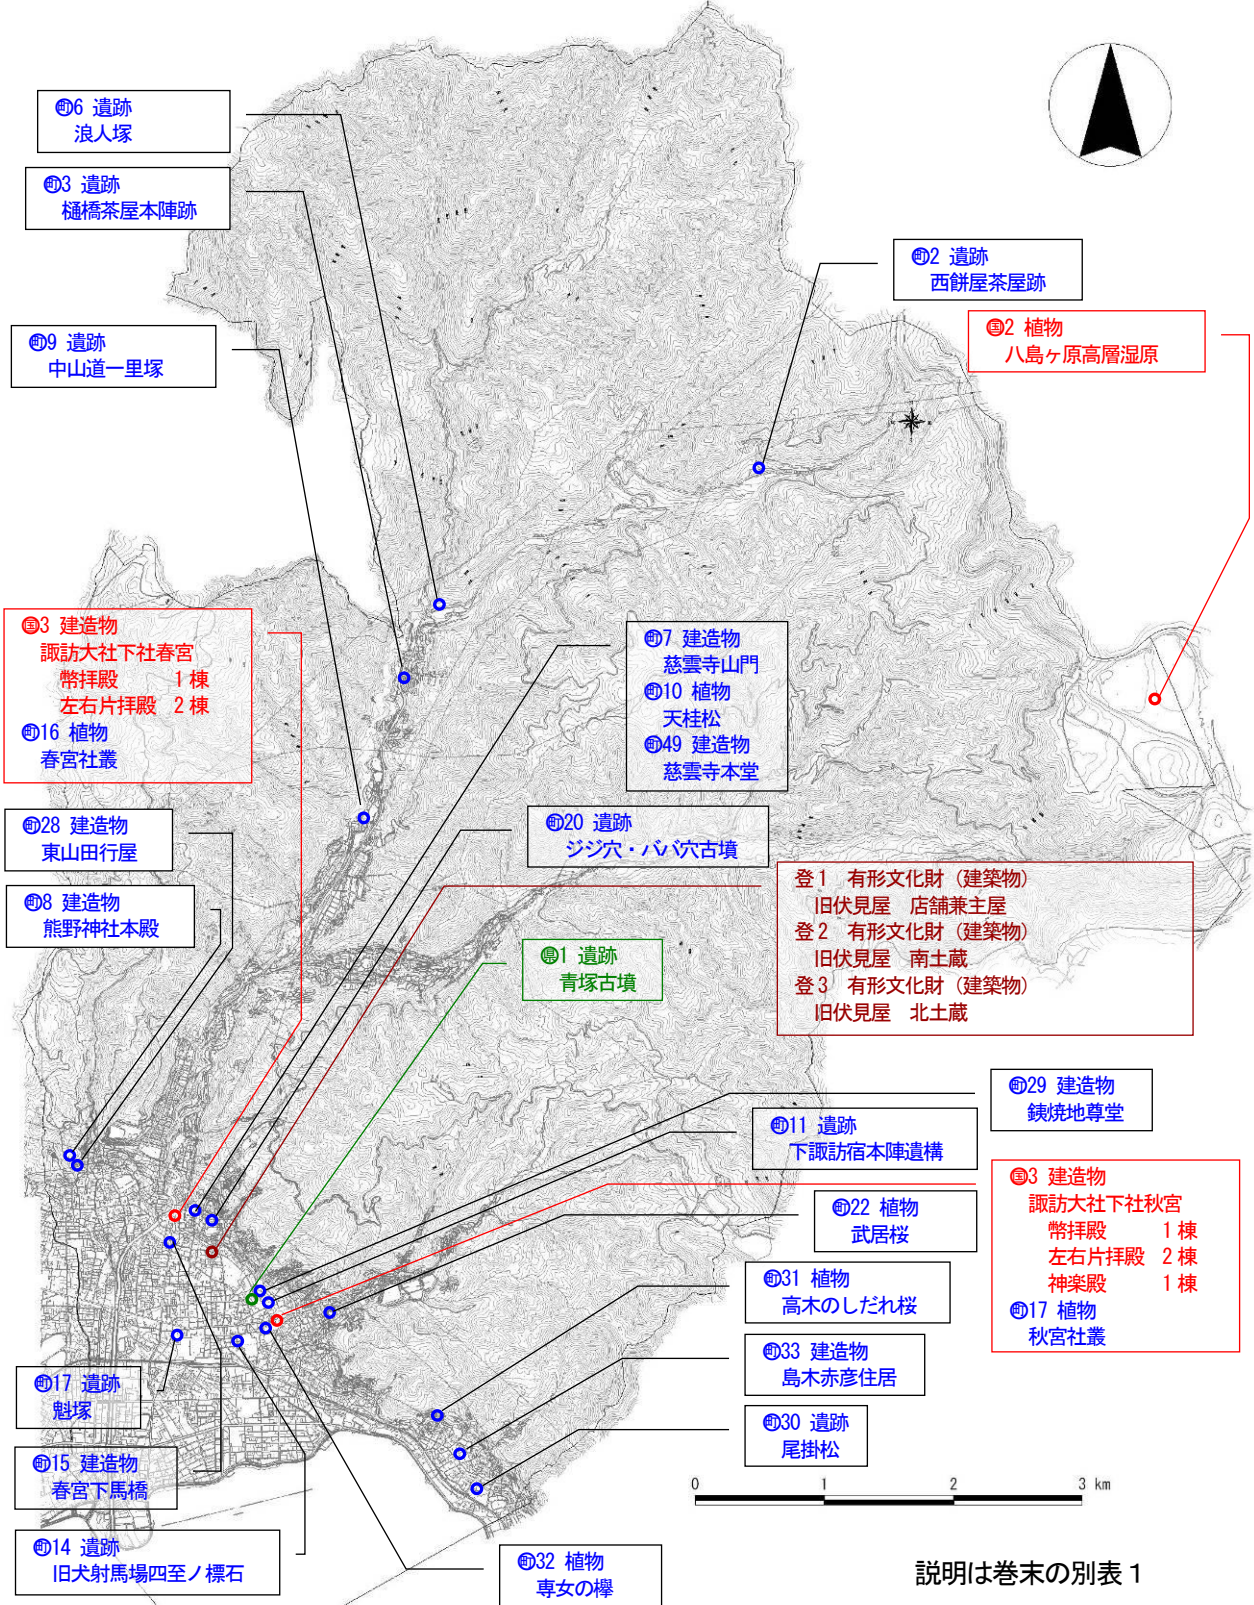 ㊁6 遺跡
浪人塚
町3 遺跡
樋橋茶屋本陣跡
町2 遺跡
西餅屋茶屋跡
国2 植物
八島ヶ原高層湿原
町9 遺跡
中山道一里塚
国3 建造物
諏訪大社下社春宮
幣拝殿 1棟
左右片拝殿 2棟
町16 植物
春宮社叢
町7 建造物
慈雲寺山門
町10 植物
天桂松
町49 建造物
慈雲寺本堂
町28 建造物
東山田行屋
町20 遺跡
ジジ穴・ババ穴古墳
町8 建造物
熊野神社本殿
登1 有形文化財（建築物）
旧伏見屋 店舗兼主屋
登2 有形文化財（建築物）
旧伏見屋 南土蔵
登3 有形文化財（建築物）
旧伏見屋 北土蔵
県1 遺跡
青塚古墳
町29 建造物
銕焼地尊堂
町11 遺跡
下諏訪宿本陣遺構
国3 建造物
諏訪大社下社秋宮
幣拝殿 1棟
左右片拝殿 2棟
神楽殿 1棟
町17 植物
秋宮社叢
町22 植物
武居桜
町31 植物
高木のしだれ桜
町33 建造物
島木赤彦住居
町30 遺跡
尾掛松
町17 遺跡
魁塚
町15 建造物
春宮下馬橋
町14 遺跡
旧犬射馬場四至ノ標石
町32 植物
専女の欅
0 1 2 3 km
説明は巻末の別表1